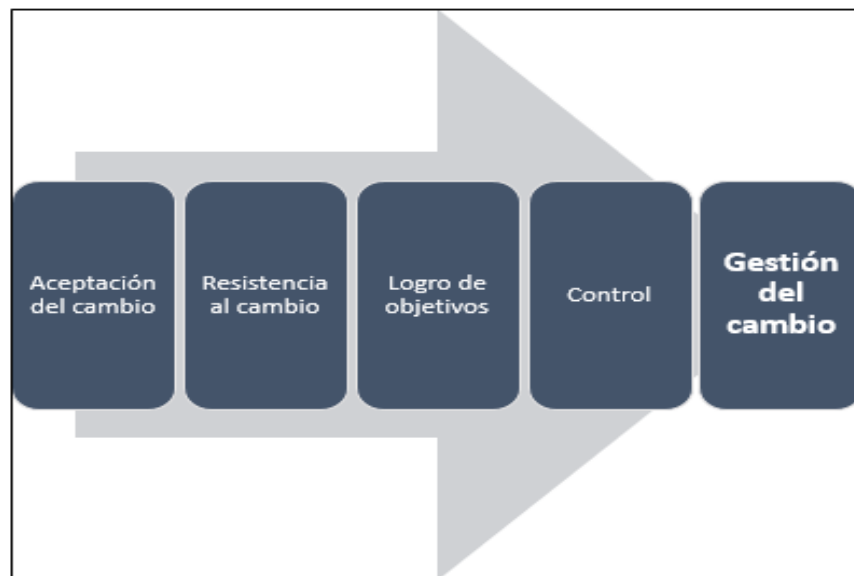 Aceptación
del cambio
Resistencia
al cambio
Logro de
objetivos
Control
Gestión
del
cambio